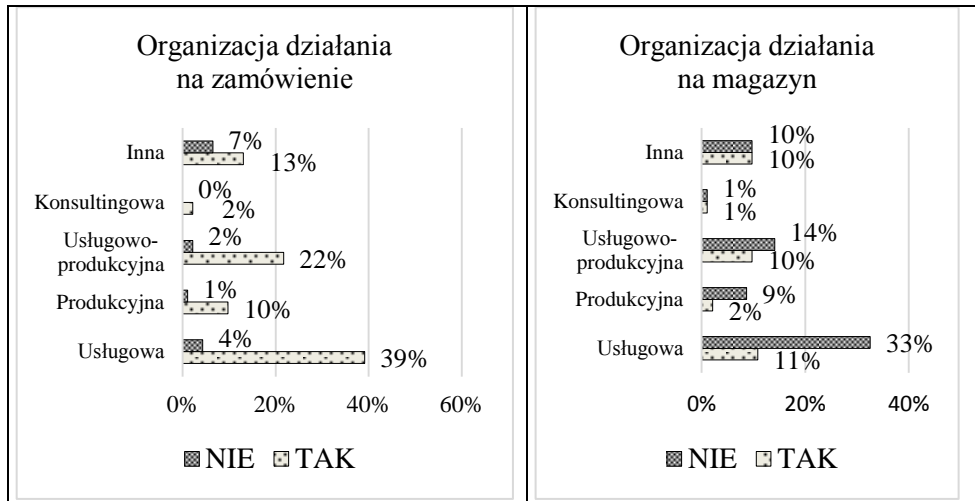 Organizacja działania
na zamówienie
7%
Inna
13%
0%
Konsultingowa
2%
Usługowo-
produkcyjna
2%
22%
1%
Produkcyjna
10%
4%
Usługowa
39%
0% 20% 40% 60%
NIE TAK
Organizacja działania
na magazyn
10%
Inna
10%
1%
Konsultingowa
1%
Usługowo-
produkcyjna
14%
10%
9%
Produkcyjna
2%
33%
Usługowa
11%
0% 20% 40%
NIE TAK